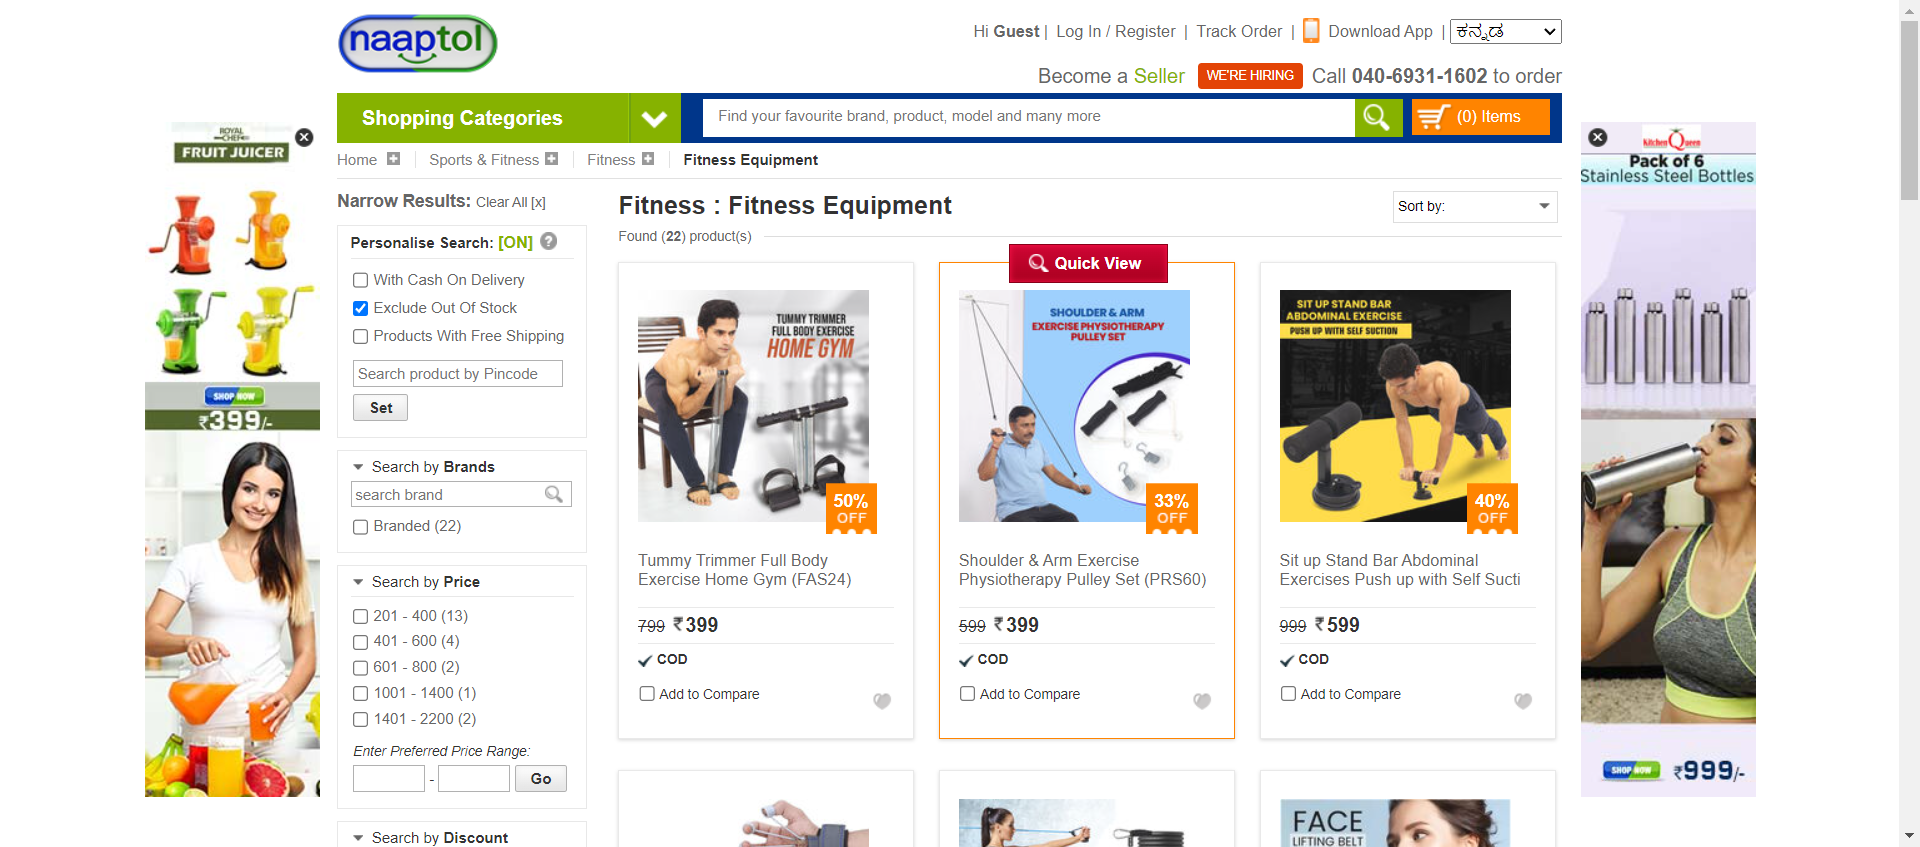 naaptol
Hi Guest | Log In / Register | Track Order | Download App | ಕನ್ನಡ
Become a Seller WE'RE HIRING Call 040-6931-1602 to order
Shopping Categories
Find your favourite brand, product, model and many more
(0) Items
Home
Sports & Fitness
Fitness
Fitness Equipment
ROYAL
CHEF
FRUIT JUICER
SHOP NOW
₹399/-
Narrow Results: Clear All [x]
Personalise Search: [ON] ?
With Cash On Delivery
Exclude Out Of Stock
Products With Free Shipping
Search product by Pincode
Set
Search by Brands
search brand
Branded (22)
Search by Price
201 - 400 (13)
401 - 600 (4)
601 - 800 (2)
1001 - 1400 (1)
1401 - 2200 (2)
Enter Preferred Price Range:
- Go
Search by Discount
Fitness : Fitness Equipment
Sort by:
Found (22) product(s)
TUMMY TRIMMER
FULL BODY EXERCISE
HOME GYM
50%
OFF
Tummy Trimmer Full Body
Exercise Home Gym (FAS24)
799 ₹399
COD
Add to Compare
Quick View
SHOULDER & ARM
EXERCISE PHYSIOTHERAPY
PULLEY SET
33%
OFF
Shoulder & Arm Exercise
Physiotherapy Pulley Set (PRS60)
599 ₹399
COD
Add to Compare
SIT UP STAND BAR
ABDOMINAL EXERCISE
PUSH UP WITH SELF SUCTION
40%
OFF
Sit up Stand Bar Abdominal
Exercises Push up with Self Sucti
999 ₹599
COD
Add to Compare
FACE
LIFTING BELT
Kitchen Queen
Pack of 6
Stainless Steel Bottles
SHOP NOW
₹999/-